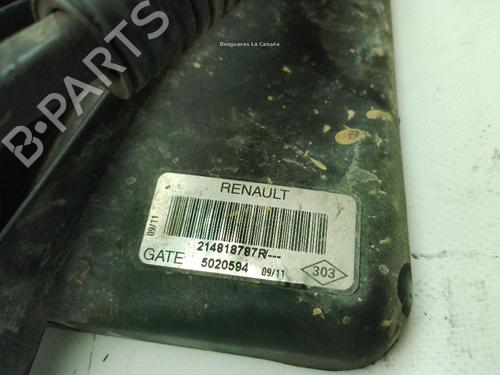 Desguaces La Cabaña
B-PARTS
RENAULT
09/11
214818787R/---
GATE 5020594 09/11 303